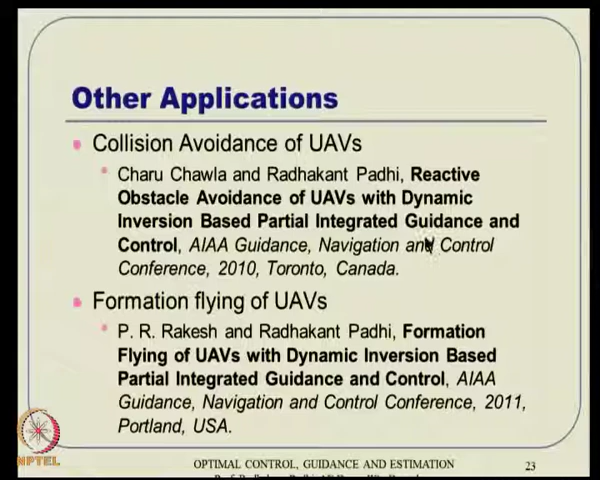 Other Applications
Collision Avoidance of UAVs
Charu Chawla and Radhakant Padhi, Reactive
Obstacle Avoidance of UAVs with Dynamic
Inversion Based Partial Integrated Guidance and
Control, AIAA Guidance, Navigation and Control
Conference, 2010, Toronto, Canada.
Formation flying of UAVs
P. R. Rakesh and Radhakant Padhi, Formation
Flying of UAVs with Dynamic Inversion Based
Partial Integrated Guidance and Control, AIAA
Guidance, Navigation and Control Conference, 2011,
Portland, USA.
NPTEL
OPTIMAL CONTROL, GUIDANCE AND ESTIMATION
23